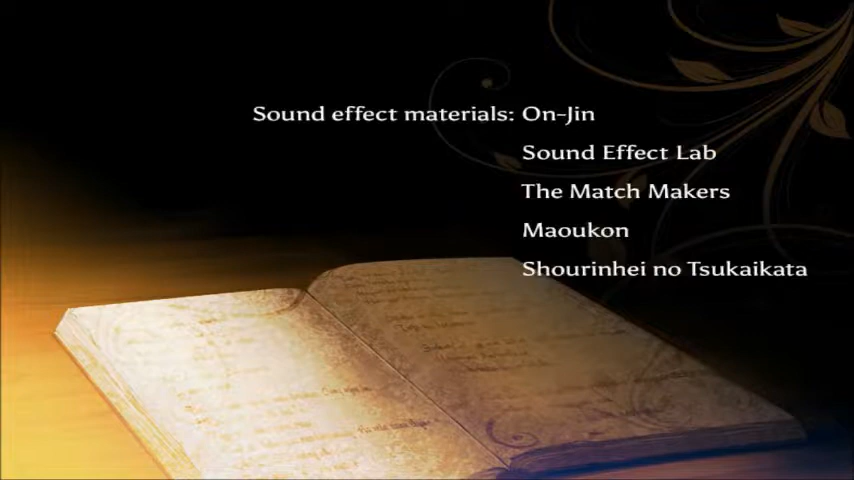 Sound effect materials: On-Jin
Sound Effect Lab
The Match Makers
Maoukon
Shourinhei no Tsukaikata